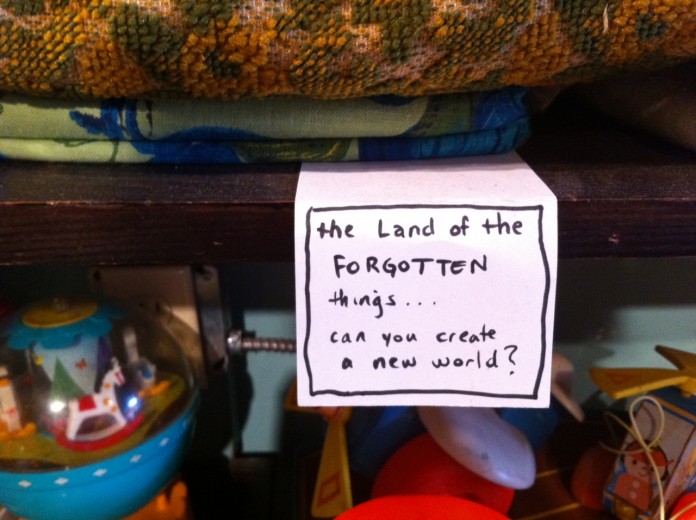 the Land of the
FORGOTTEN
things...
can you create
a new world?